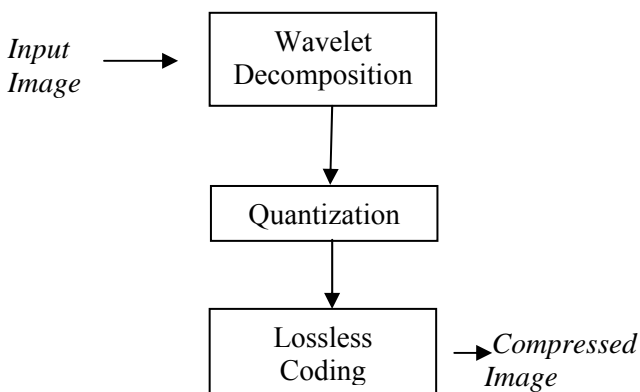 Input
Image
Wavelet
Decomposition
Quantization
Lossless
Coding
Compressed
Image